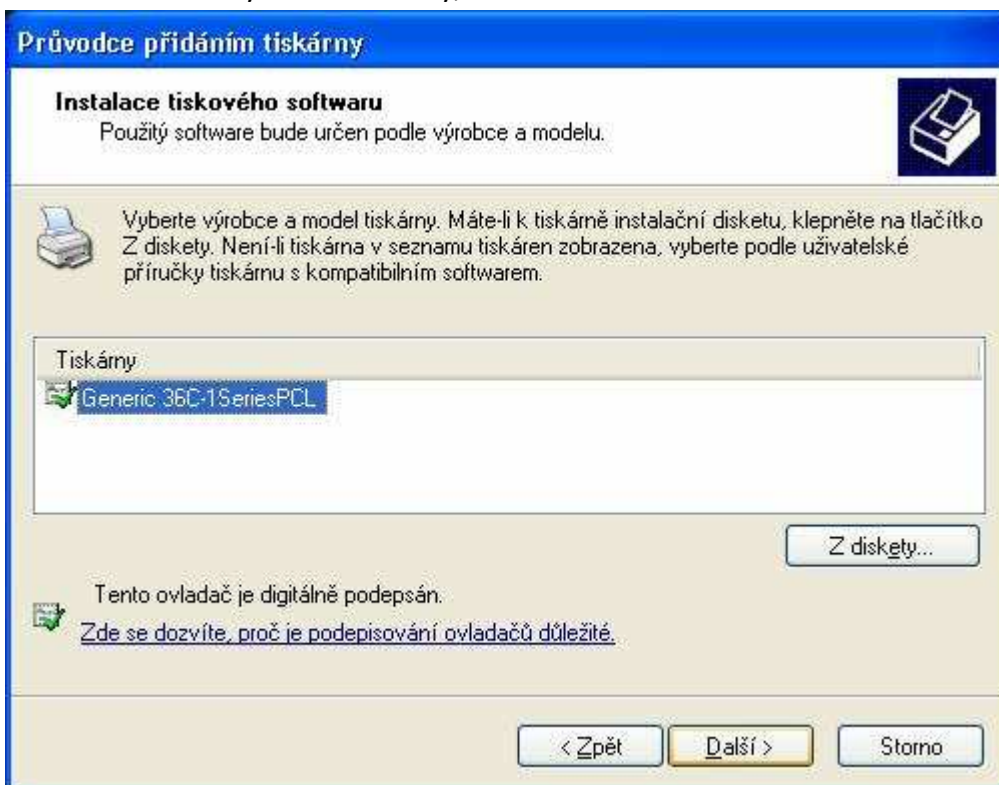 Průvodce přidáním tiskárny
Instalace tiskového softwaru
Použitý software bude určen podle výrobce a modelu.
Vyberte výrobce a model tiskárny. Máte-li k tiskárně instalační disketu, klepněte na tlačítko
Z diskety. Není-li tiskárna v seznamu tiskáren zobrazena, vyberte podle uživatelské
příručky tiskárnu s kompatibilním softwarem.
Tiskárny
Generic 36C-1SeriesPCL
Z diskety...
Tento ovladač je digitálně podepsán.
Zde se dozvíte, proč je podepisování ovladačů důležité.
< Zpět
Další >
Storno